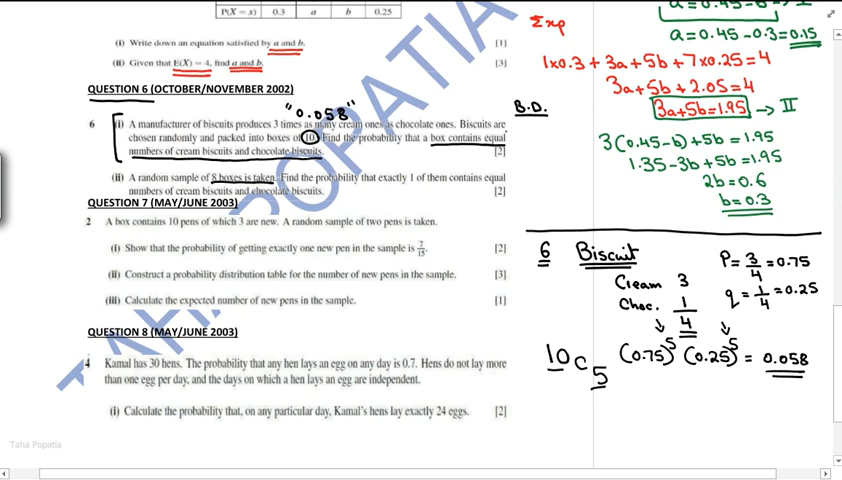 P(X = x) 0.3 a b 0.25
(i) Write down an equation satisfied by a and b. [1]
(ii) Given that E(X) = 4, find a and b. [3]
QUESTION 6 (OCTOBER/NOVEMBER 2002)
"0.058"
6 (i) A manufacturer of biscuits produces 3 times as many cream ones as chocolate ones. Biscuits are
chosen randomly and packed into boxes of 10. Find the probability that a box contains equal
numbers of cream biscuits and chocolate biscuits. [2]
(ii) A random sample of 8 boxes is taken. Find the probability that exactly 1 of them contains equal
numbers of cream biscuits and chocolate biscuits. [2]
QUESTION 7 (MAY/JUNE 2003)
2 A box contains 10 pens of which 3 are new. A random sample of two pens is taken.
(i) Show that the probability of getting exactly one new pen in the sample is 7/15. [2]
(ii) Construct a probability distribution table for the number of new pens in the sample. [3]
(iii) Calculate the expected number of new pens in the sample. [1]
QUESTION 8 (MAY/JUNE 2003)
4 Kamal has 30 hens. The probability that any hen lays an egg on any day is 0.7. Hens do not lay more
than one egg per day, and the days on which a hen lays an egg are independent.
(i) Calculate the probability that, on any particular day, Kamal's hens lay exactly 24 eggs. [2]
Taha Popatia
TAHA POPATIA
B.D.
Exp
a = 0.45 - 0.3 = 0.15
1x0.3 + 3a + 5b + 7x0.25 = 4
3a + 5b + 2.05 = 4
3a + 5b = 1.95 → II
3(0.45 - b) + 5b = 1.95
1.35 - 3b + 5b = 1.95
2b = 0.6
b = 0.3
6 Biscuit
Cream 3
Choc. 1
4
P = 3/4 = 0.75
q = 1/4 = 0.25
10C5 (0.75)^5 (0.25)^5 = 0.058